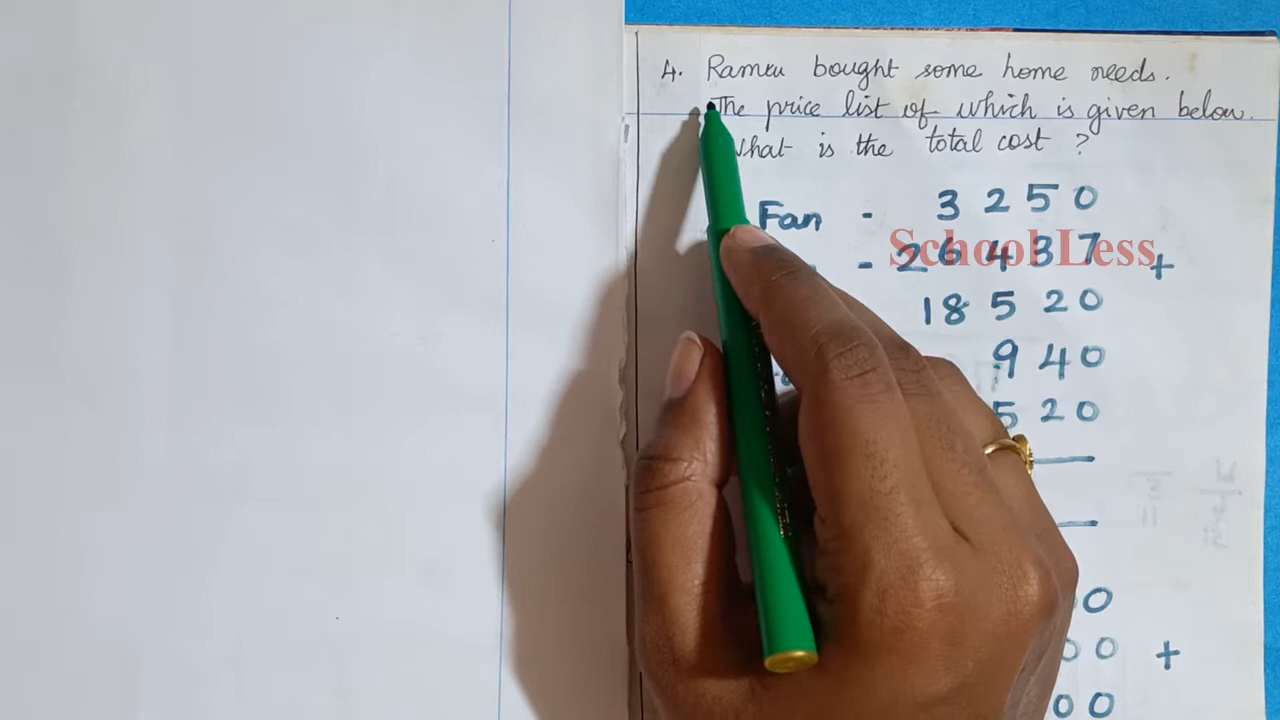 4. Ramu bought some home needs.
The price list of which is given below.
What is the total cost ?
Fan - 3250
- 26437 +
18520
940
520
SchoolLess
0
00 +
00